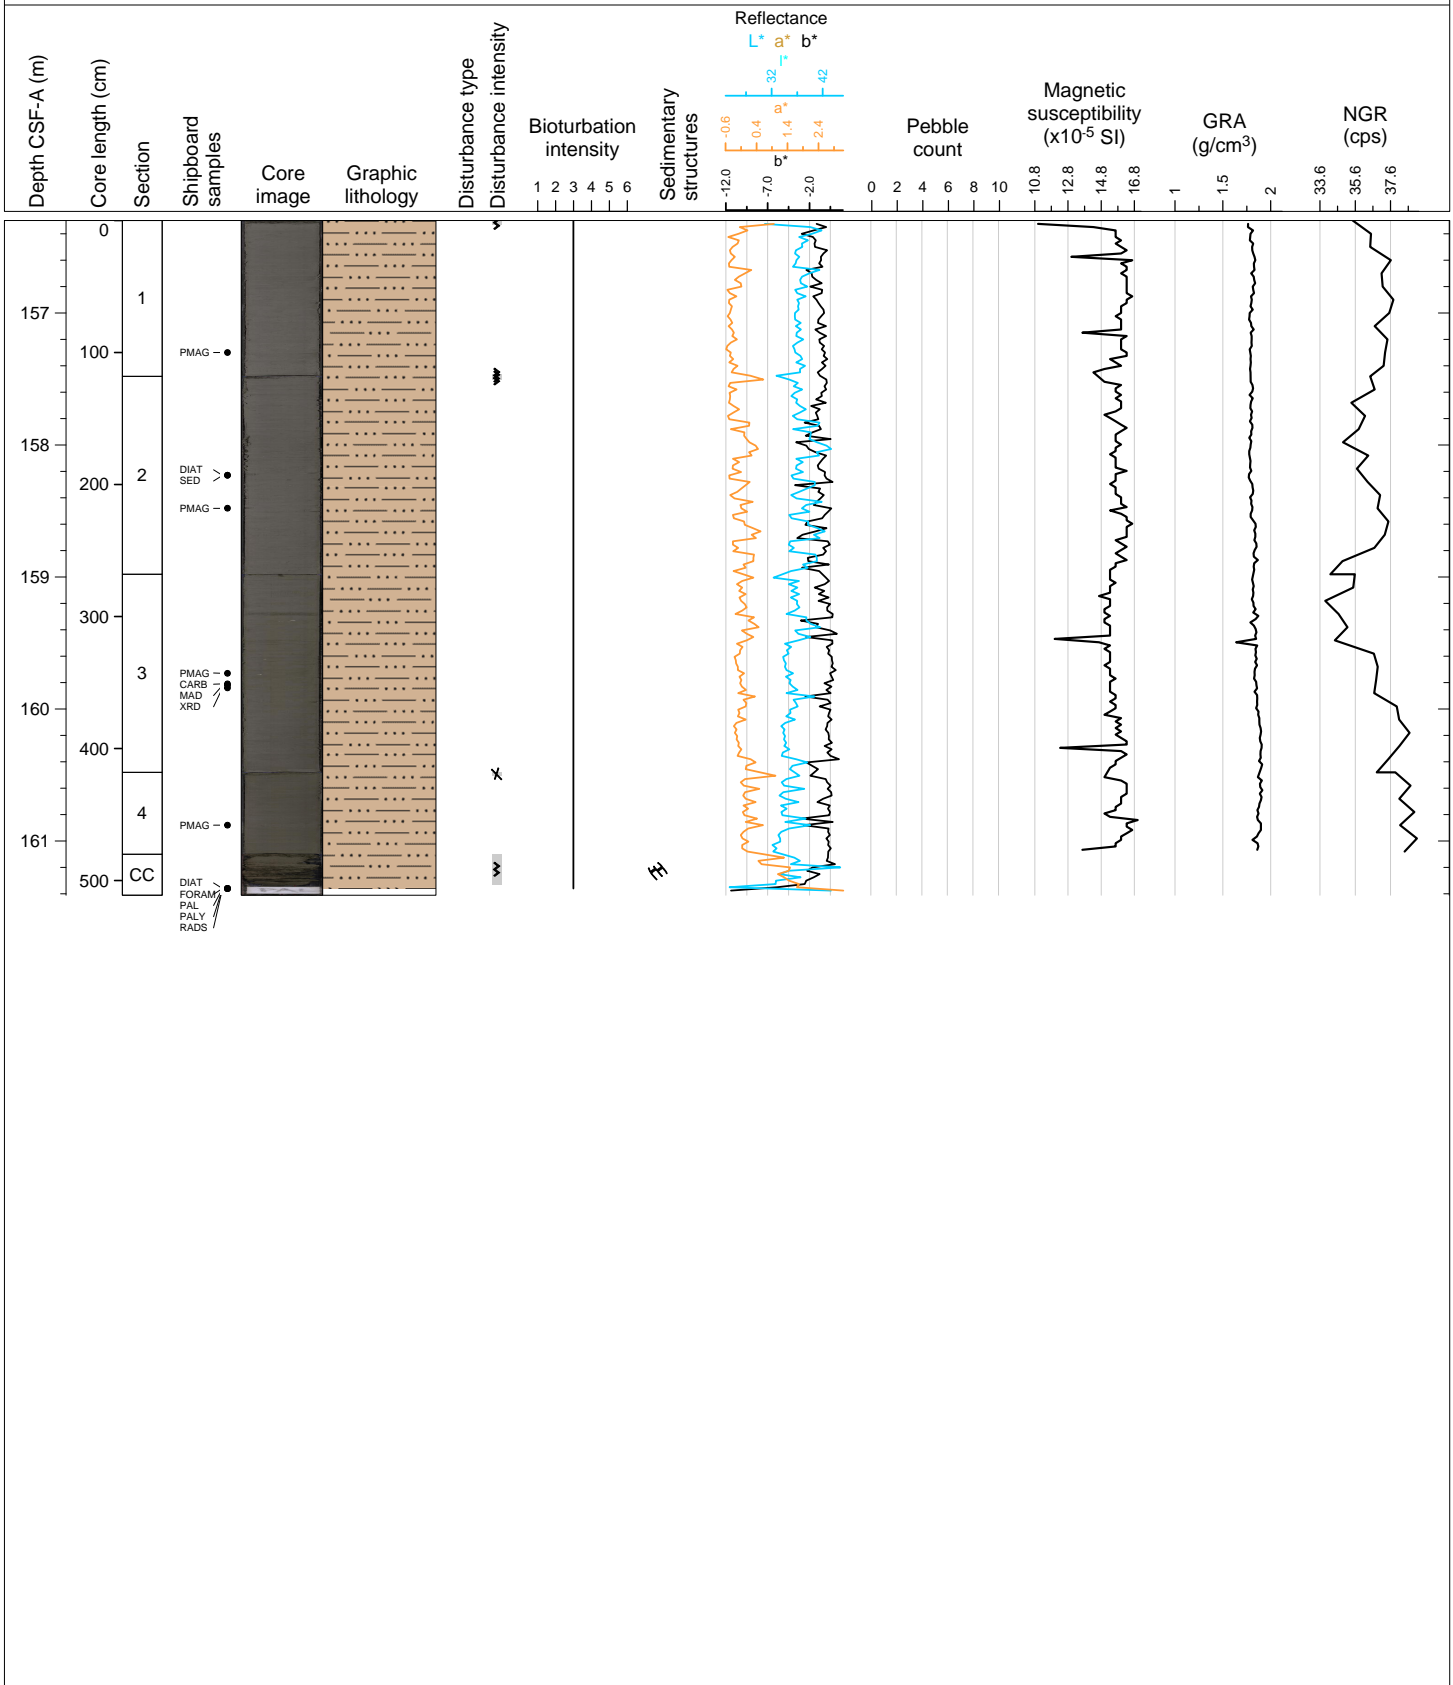 Depth CSF-A (m)
Core length (cm)
Section
Shipboard
samples
Core
image
Graphic
lithology
Disturbance type
Disturbance intensity
Bioturbation
intensity
1 2 3 4 5 6
Sedimentary
structures
Reflectance
L* a* b*
l*
32 42
a*
-0.6 0.4 1.4 2.4
b*
-12.0 -7.0 -2.0
Pebble
count
0 2 4 6 8 10
Magnetic
susceptibility
(x10-5 SI)
10.8 12.8 14.8 16.8
GRA
(g/cm3)
1 1.5 2
NGR
(cps)
33.6 35.6 37.6
0
1
157
100
PMAG
158
DIAT
SED
200
2
PMAG
159
300
3
PMAG
CARB
MAD
XRD
160
400
4
PMAG
161
500
CC
DIAT
FORAM
PAL
PALY
RADS